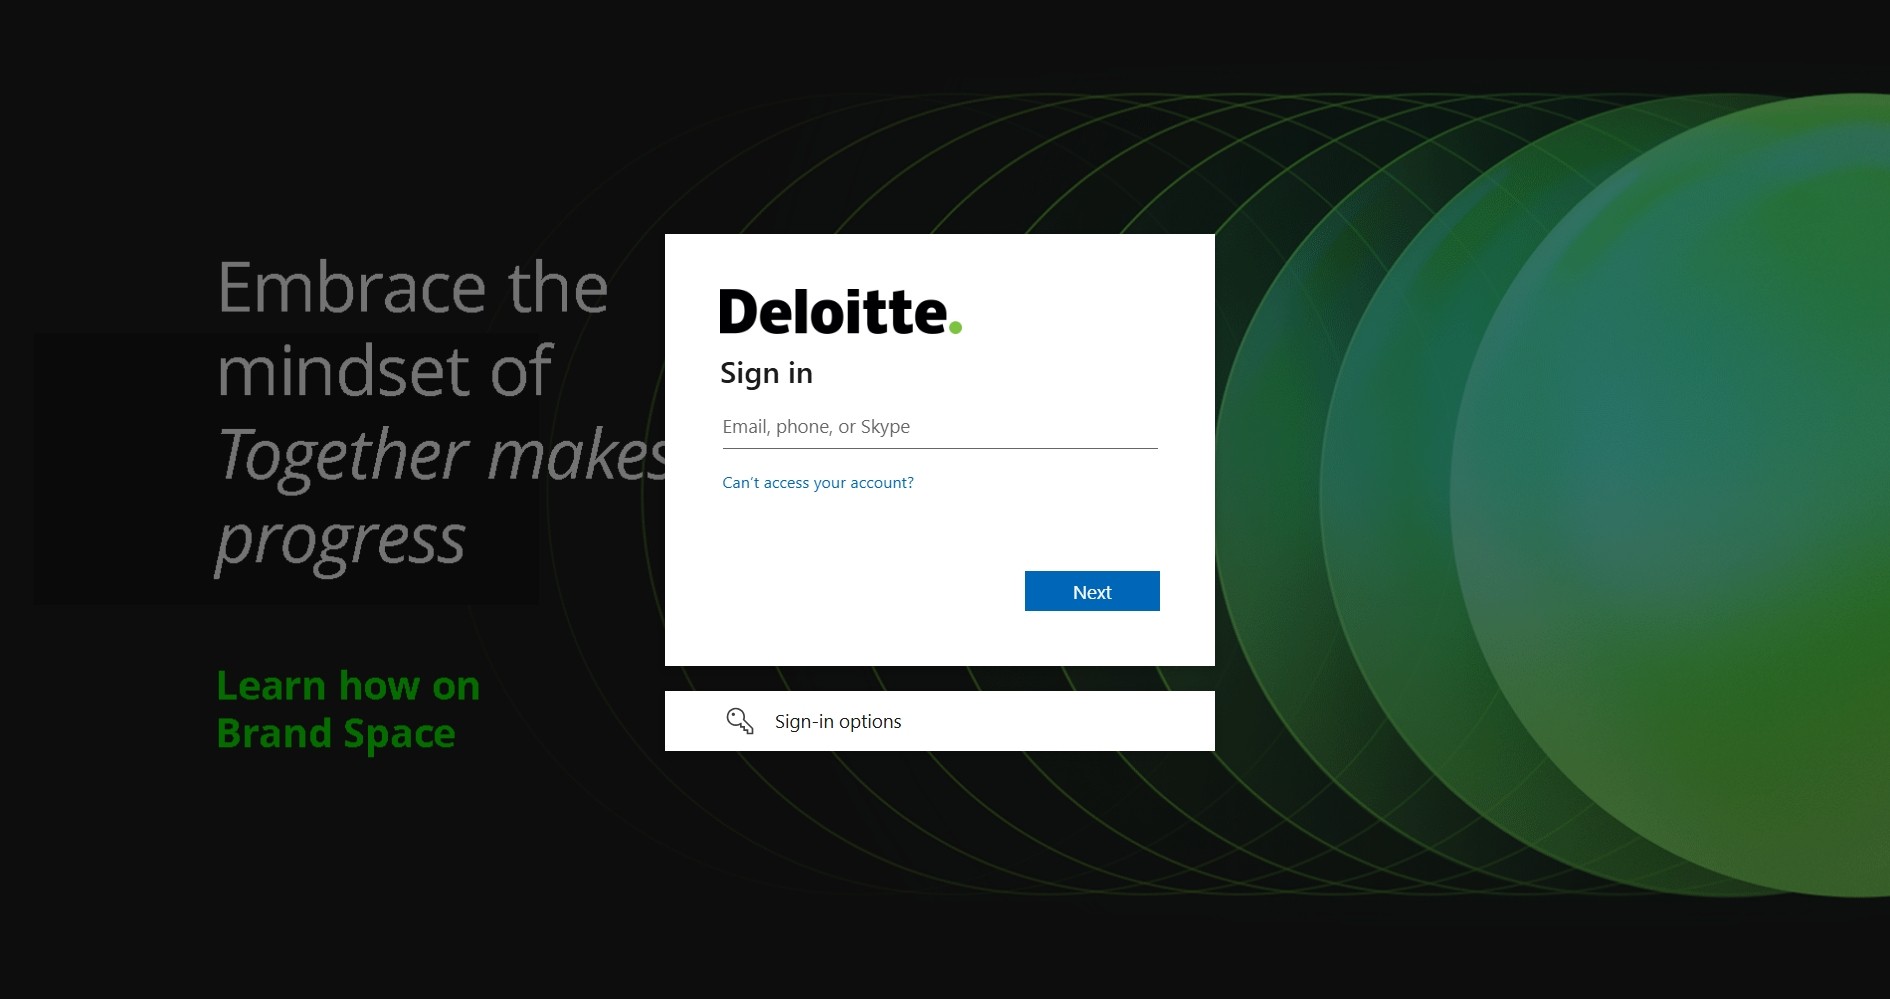 Embrace the
mindset of
Together makes
progress
Learn how on
Brand Space
Deloitte.
Sign in
Email, phone, or Skype
Can't access your account?
Next
Sign-in options